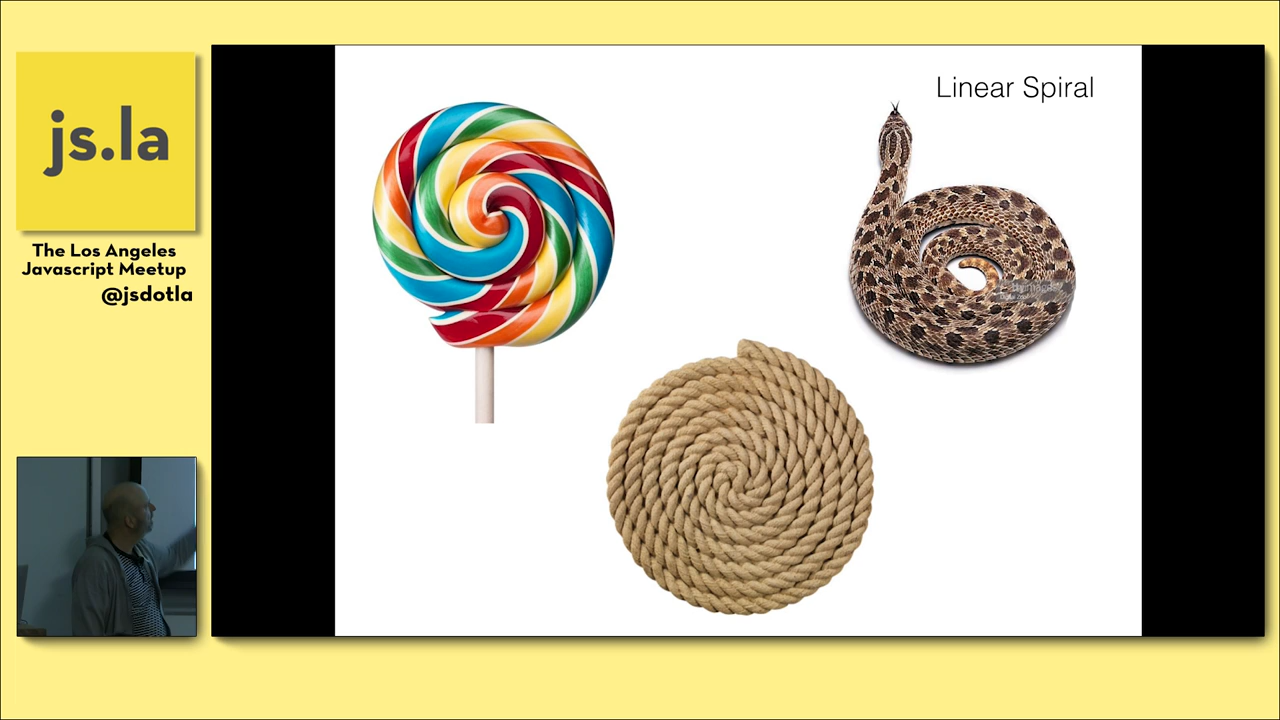 js.la
The Los Angeles
Javascript Meetup
@jsdotla
Linear Spiral